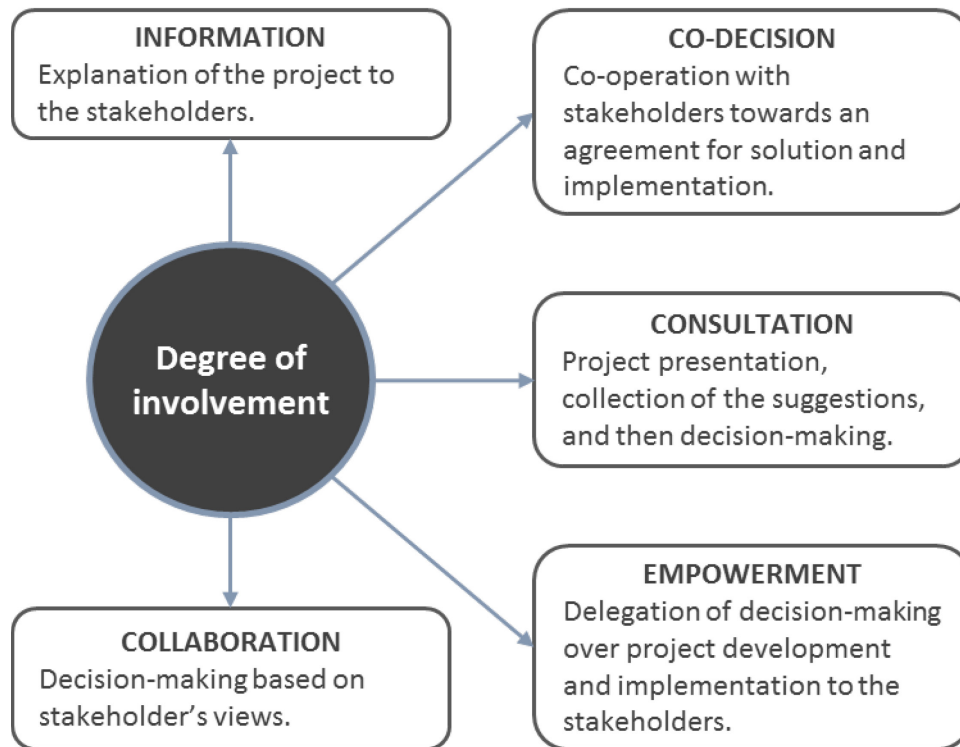 INFORMATION
Explanation of the project to
the stakeholders.
CO-DECISION
Co-operation with
stakeholders towards an
agreement for solution and
implementation.
Degree of
involvement
CONSULTATION
Project presentation,
collection of the suggestions,
and then decision-making.
COLLABORATION
Decision-making based on
stakeholder’s views.
EMPOWERMENT
Delegation of decision-making
over project development
and implementation to the
stakeholders.